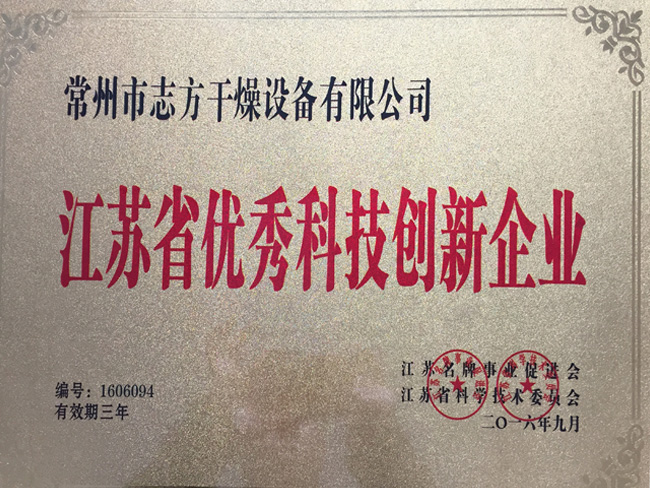 常州市志方干燥设备有限公司
江苏省优秀科技创新企业
编号：1606094
有效期三年
江苏名牌事业促进会
江苏省科学技术委员会
二〇一六年九月